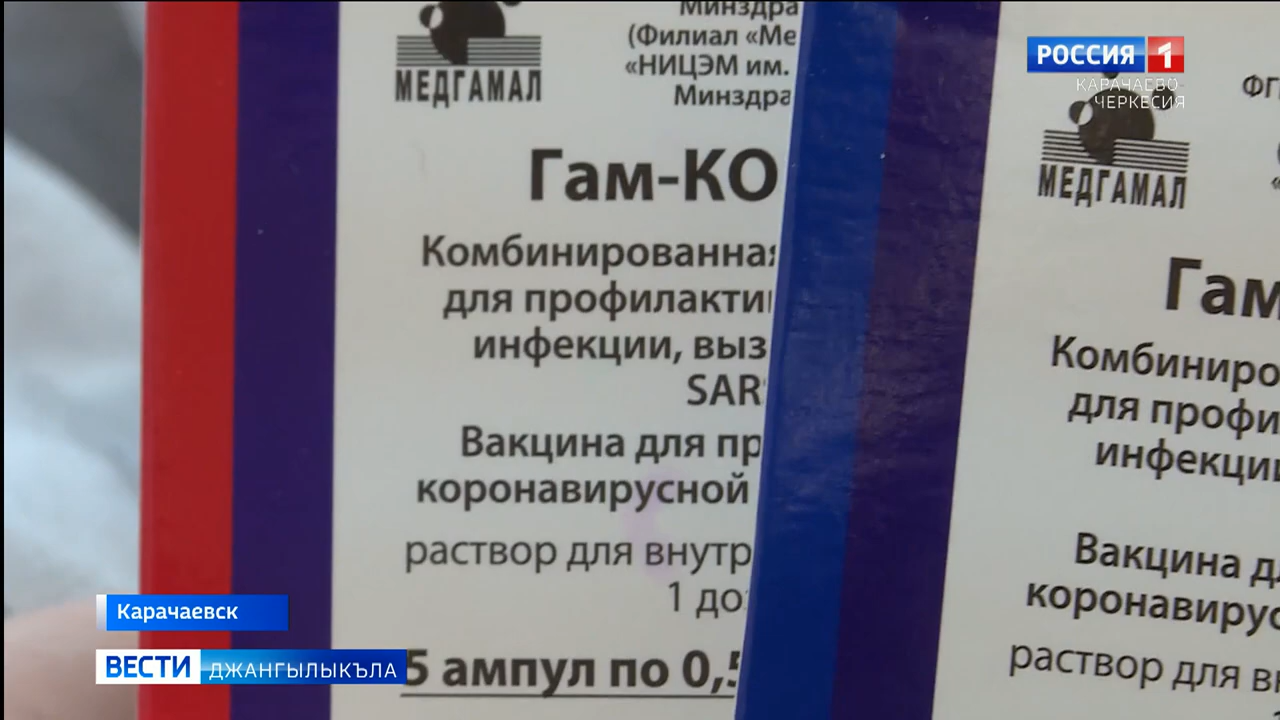 Минздра
(Филиал «Ме
«НИЦЭМ им.
Минздра
МЕДГАМАЛ
Гам-КО
Комбинированная
для профилакти
инфекции, выз
SARS
Вакцина для пр
коронавирусной
раствор для внутр
1 до
5 ампул по 0,5
РОССИЯ 1
КАРАЧАЕВО-
ЧЕРКЕСИЯ
ФГ
МЕДГАМАЛ
Гам
Комбиниро
для профи
инфекци
Вакцина д
коронавирус
раствор для в
Карачаевск
ВЕСТИ ДЖАНГЫЛЫКЪЛА